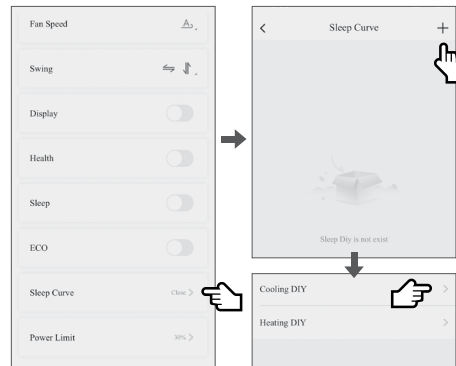 Fan Speed
Swing
Display
Health
Sleep
ECO
Sleep Curve Close >
Power Limit 30% >
< Sleep Curve +
Sleep Diy is not exist
Cooling DIY >
Heating DIY >